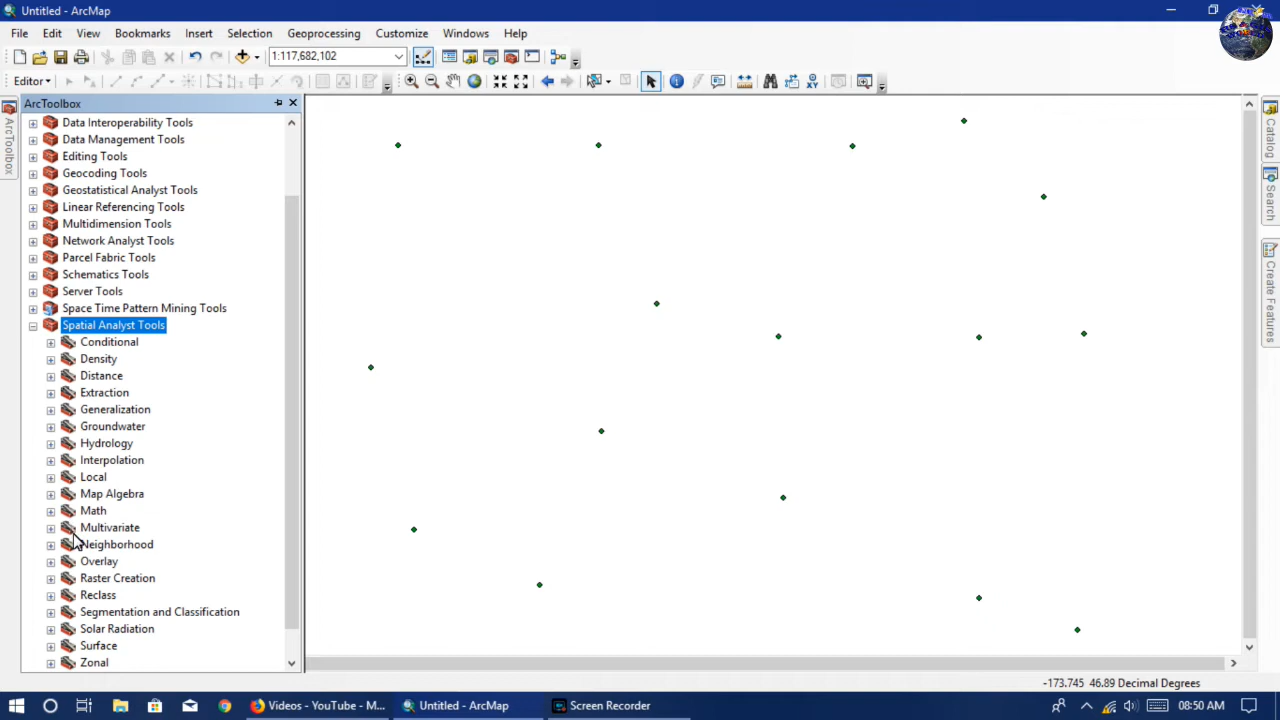 Untitled - ArcMap
File Edit View Bookmarks Insert Selection Geoprocessing Customize Windows Help
1:117,682,102
Editor
ArcToolbox
ArcToolbox
Data Interoperability Tools
Data Management Tools
Editing Tools
Geocoding Tools
Geostatistical Analyst Tools
Linear Referencing Tools
Multidimension Tools
Network Analyst Tools
Parcel Fabric Tools
Schematics Tools
Server Tools
Space Time Pattern Mining Tools
Spatial Analyst Tools
Conditional
Density
Distance
Extraction
Generalization
Groundwater
Hydrology
Interpolation
Local
Map Algebra
Math
Multivariate
Neighborhood
Overlay
Raster Creation
Reclass
Segmentation and Classification
Solar Radiation
Surface
Zonal
Catalog
Search
Create Features
-173.745 46.89 Decimal Degrees
Videos - YouTube - M...
Untitled - ArcMap
Screen Recorder
08:50 AM